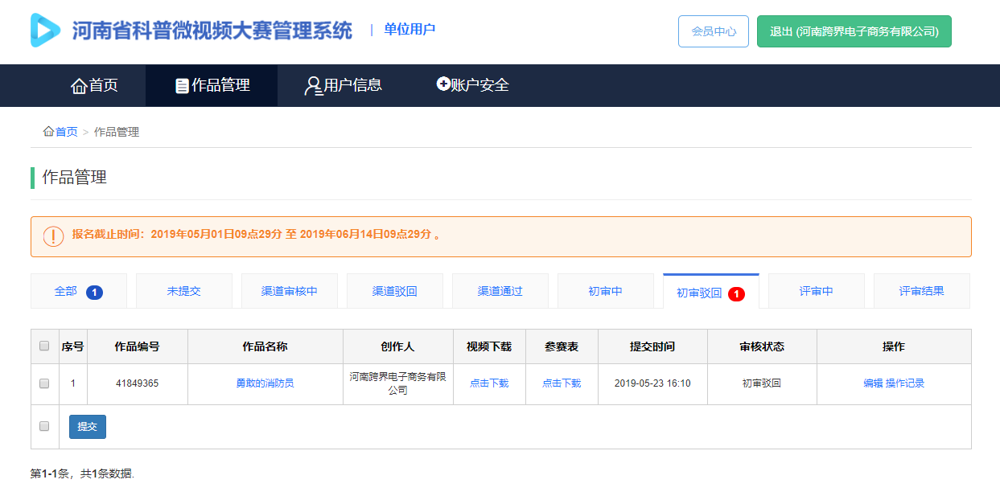 河南省科普微视频大赛管理系统 | 单位用户 会员中心 退出 (河南跨界电子商务有限公司)
首页 作品管理 用户信息 账户安全
首页 > 作品管理
作品管理
报名截止时间：2019年05月01日09点29分 至 2019年06月14日09点29分 。
全部 1 未提交 渠道审核中 渠道驳回 渠道通过 初审中 初审驳回 1 评审中 评审结果
序号 作品编号 作品名称 创作人 视频下载 参赛表 提交时间 审核状态 操作
1 41849365 勇敢的消防员 河南跨界电子商务有限 点击下载 点击下载 2019-05-23 16:10 初审驳回 编辑 操作记录
公司
提交
第1-1条，共1条数据.